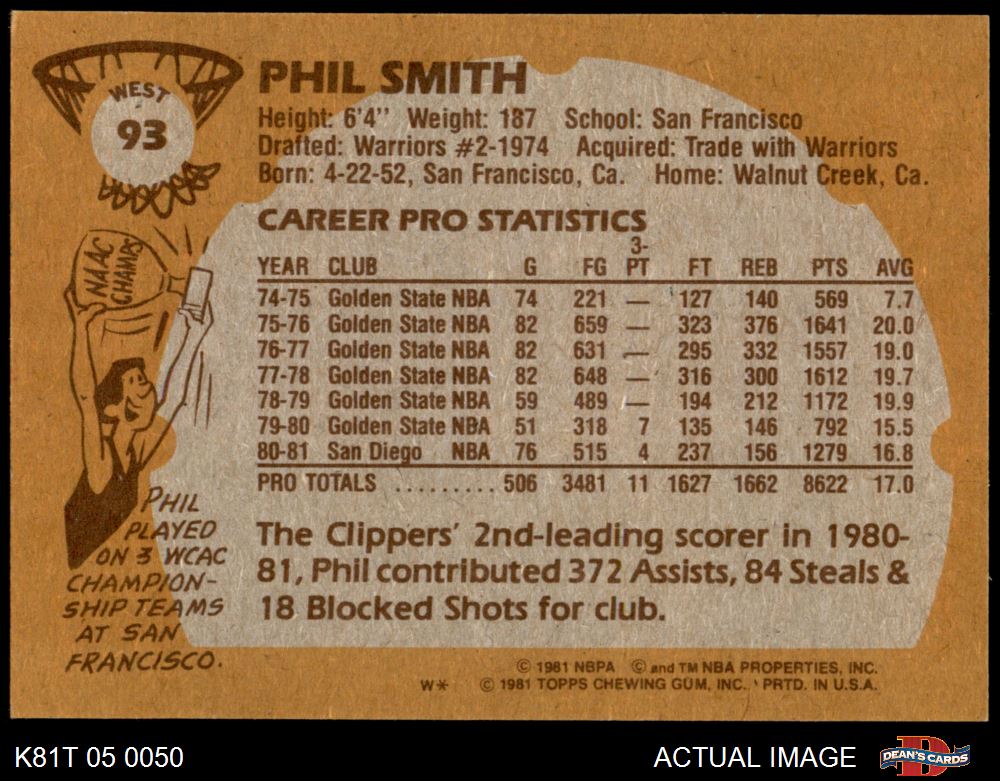 WEST
93
PHIL SMITH
Height: 6'4" Weight: 187 School: San Francisco
Drafted: Warriors #2-1974 Acquired: Trade with Warriors
Born: 4-22-52, San Francisco, Ca. Home: Walnut Creek, Ca.
CAREER PRO STATISTICS
YEAR CLUB G FG 3-PT FT REB PTS AVG
74-75 Golden State NBA 74 221 — 127 140 569 7.7
75-76 Golden State NBA 82 659 — 323 376 1641 20.0
76-77 Golden State NBA 82 631 — 295 332 1557 19.0
77-78 Golden State NBA 82 648 — 316 300 1612 19.7
78-79 Golden State NBA 59 489 — 194 212 1172 19.9
79-80 Golden State NBA 51 318 7 135 146 792 15.5
80-81 San Diego NBA 76 515 4 237 156 1279 16.8
PRO TOTALS .......... 506 3481 11 1627 1662 8622 17.0
The Clippers' 2nd-leading scorer in 1980-
81, Phil contributed 372 Assists, 84 Steals &
18 Blocked Shots for club.
NAAC
CHAMPS
PHIL
PLAYED
ON 3 WCAC
CHAMPION-
SHIP TEAMS
AT SAN
FRANCISCO.
© 1981 NBPA © and TM NBA PROPERTIES, INC.
W* © 1981 TOPPS CHEWING GUM, INC. PRTD. IN U.S.A.
K81T 05 0050
ACTUAL IMAGE
DEAN'S CARDS